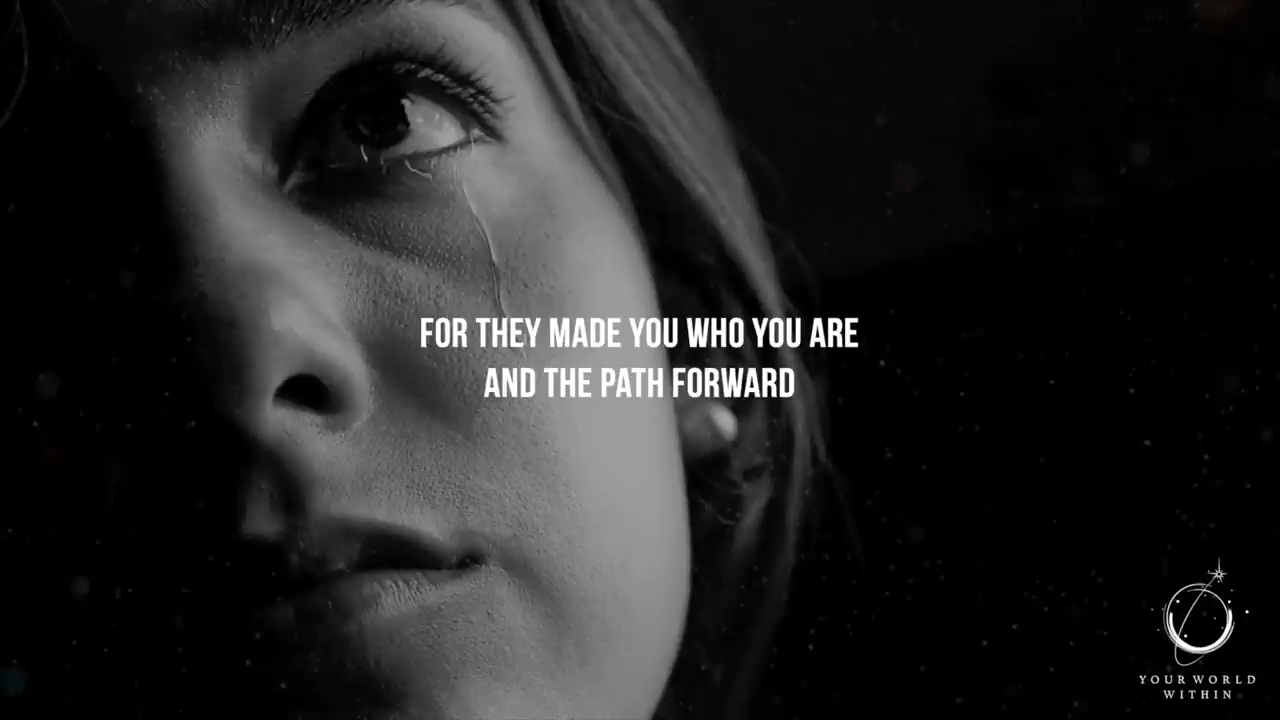 FOR THEY MADE YOU WHO YOU ARE
AND THE PATH FORWARD
YOUR WORLD
WITHIN